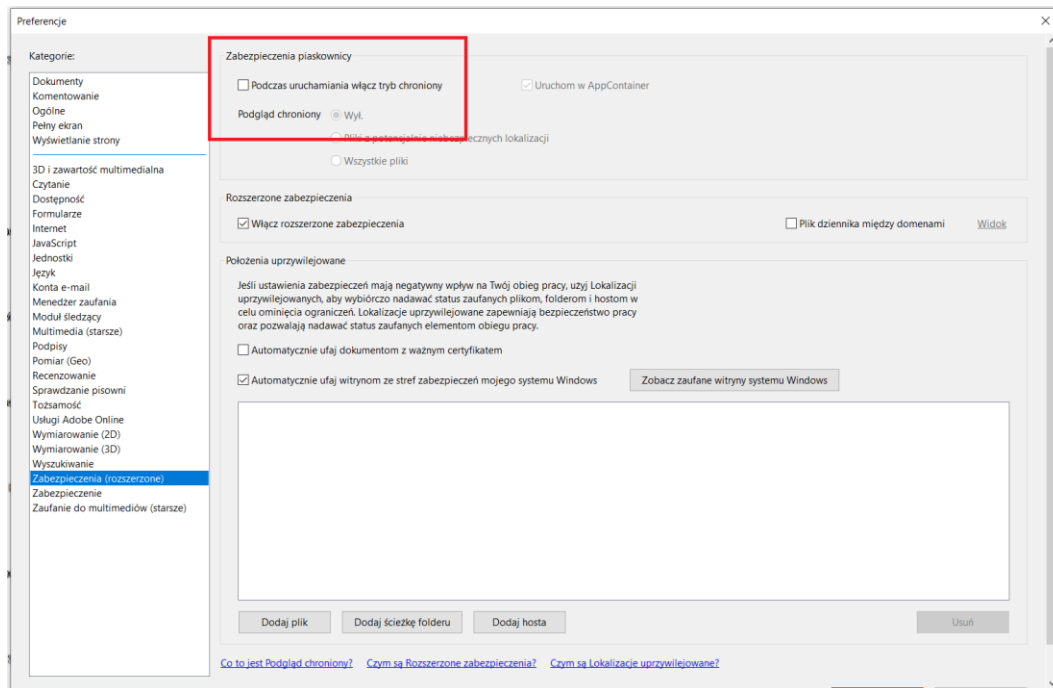 Preferencje
Kategorie:
Dokumenty
Komentowanie
Ogólne
Pełny ekran
Wyświetlanie strony
3D i zawartość multimedialna
Czytanie
Dostępność
Formularze
Internet
JavaScript
Jednostki
Język
Konta e-mail
Menedżer zaufania
Moduł śledzący
Multimedia (starsze)
Podpisy
Pomiar (Geo)
Recenzowanie
Sprawdzanie pisowni
Tożsamość
Usługi Adobe Online
Wymiarowanie (2D)
Wymiarowanie (3D)
Wyszukiwanie
Zabezpieczenia (rozszerzone)
Zabezpieczenie
Zaufanie do multimediów (starsze)
Zabezpieczenia piaskownicy
Podczas uruchamiania włącz tryb chroniony
Uruchom w AppContainer
Podgląd chroniony
Wył.
Pliki z potencjalnie niebezpiecznych lokalizacji
Wszystkie pliki
Rozszerzone zabezpieczenia
Włącz rozszerzone zabezpieczenia
Plik dziennika między domenami
Widok
Położenia uprzywilejowane
Jeśli ustawienia zabezpieczeń mają negatywny wpływ na Twój obieg pracy, użyj Lokalizacji
uprzywilejowanych, aby wybiórczo nadawać status zaufanych plikom, folderom i hostom w
celu ominięcia ograniczeń. Lokalizacje uprzywilejowane zapewniają bezpieczeństwo pracy
oraz pozwalają nadawać status zaufanych elementom obiegu pracy.
Automatycznie ufaj dokumentom z ważnym certyfikatem
Automatycznie ufaj witrynom ze stref zabezpieczeń mojego systemu Windows
Zobacz zaufane witryny systemu Windows
Dodaj plik
Dodaj ścieżkę folderu
Dodaj hosta
Usuń
Co to jest Podgląd chroniony?
Czym są Rozszerzone zabezpieczenia?
Czym są Lokalizacje uprzywilejowane?